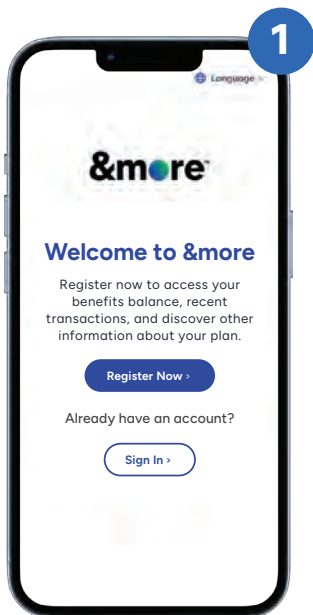 1
Language
&more™
Welcome to &more
Register now to access your
benefits balance, recent
transactions, and discover other
information about your plan.
Register Now ›
Already have an account?
Sign In ›